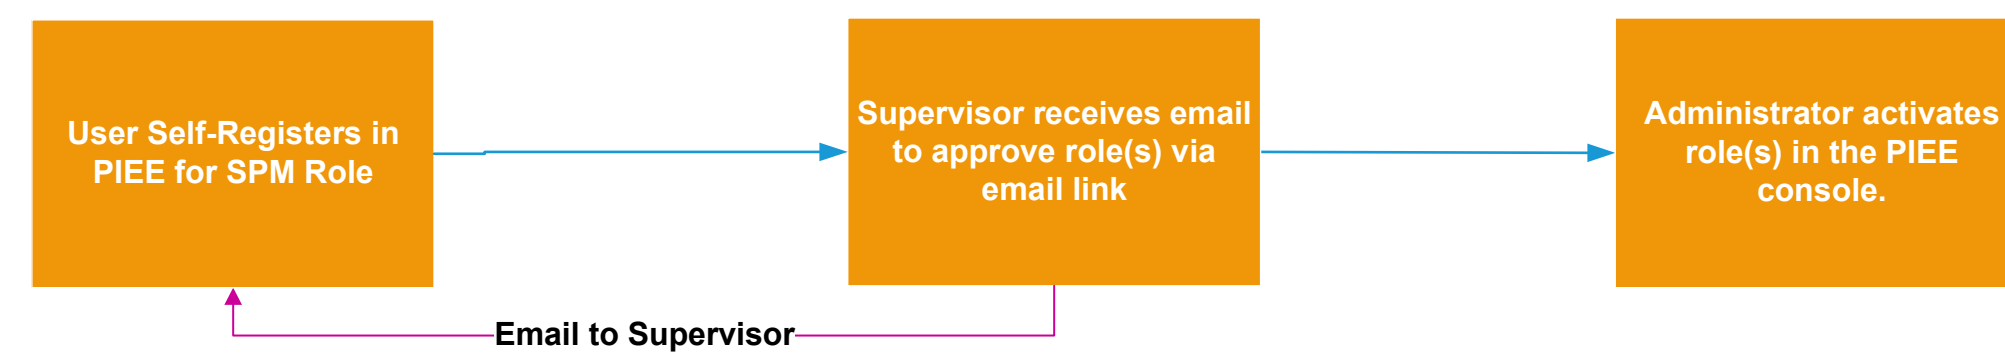 User Self-Registers in
PIEE for SPM Role
Supervisor receives email
to approve role(s) via
email link
Administrator activates
role(s) in the PIEE
console.
Email to Supervisor